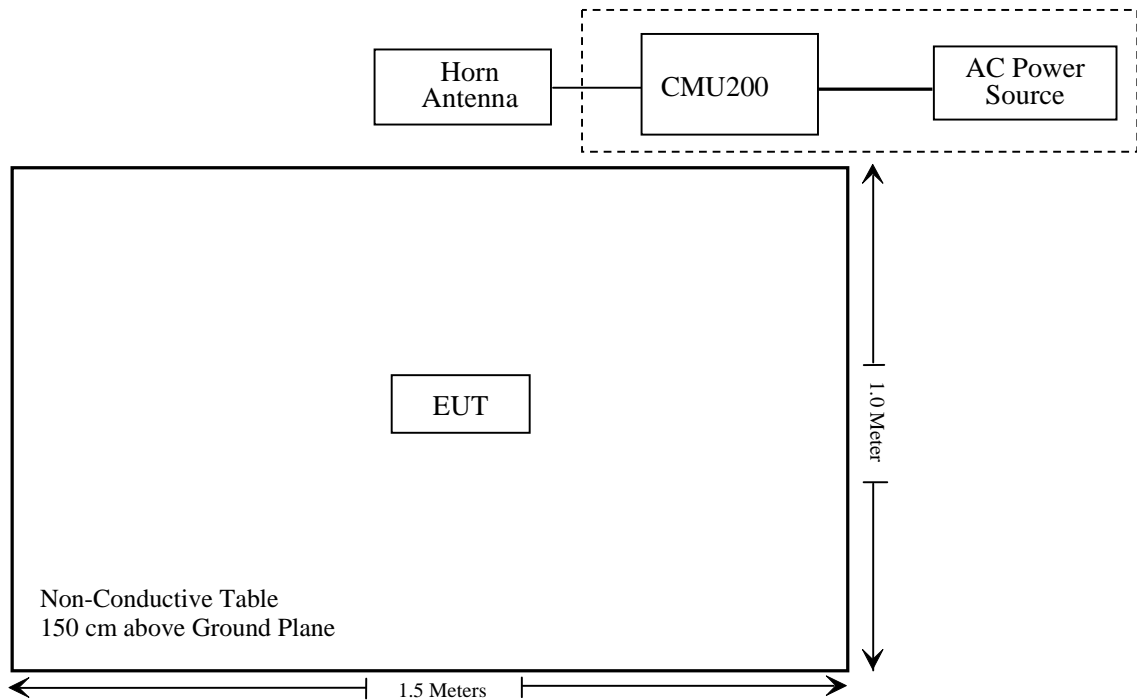 Horn
Antenna
CMU200
AC Power
Source
EUT
1.0 Meter
Non-Conductive Table
150 cm above Ground Plane
1.5 Meters